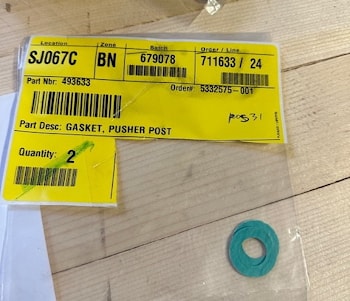 Location Zone Batch Order / Line
SJ067C BN 679078 711633 / 24
Part Nbr: 493633 Order#: 5332575-001
Part Desc: GASKET, PUSHER POST
Quantity: 2